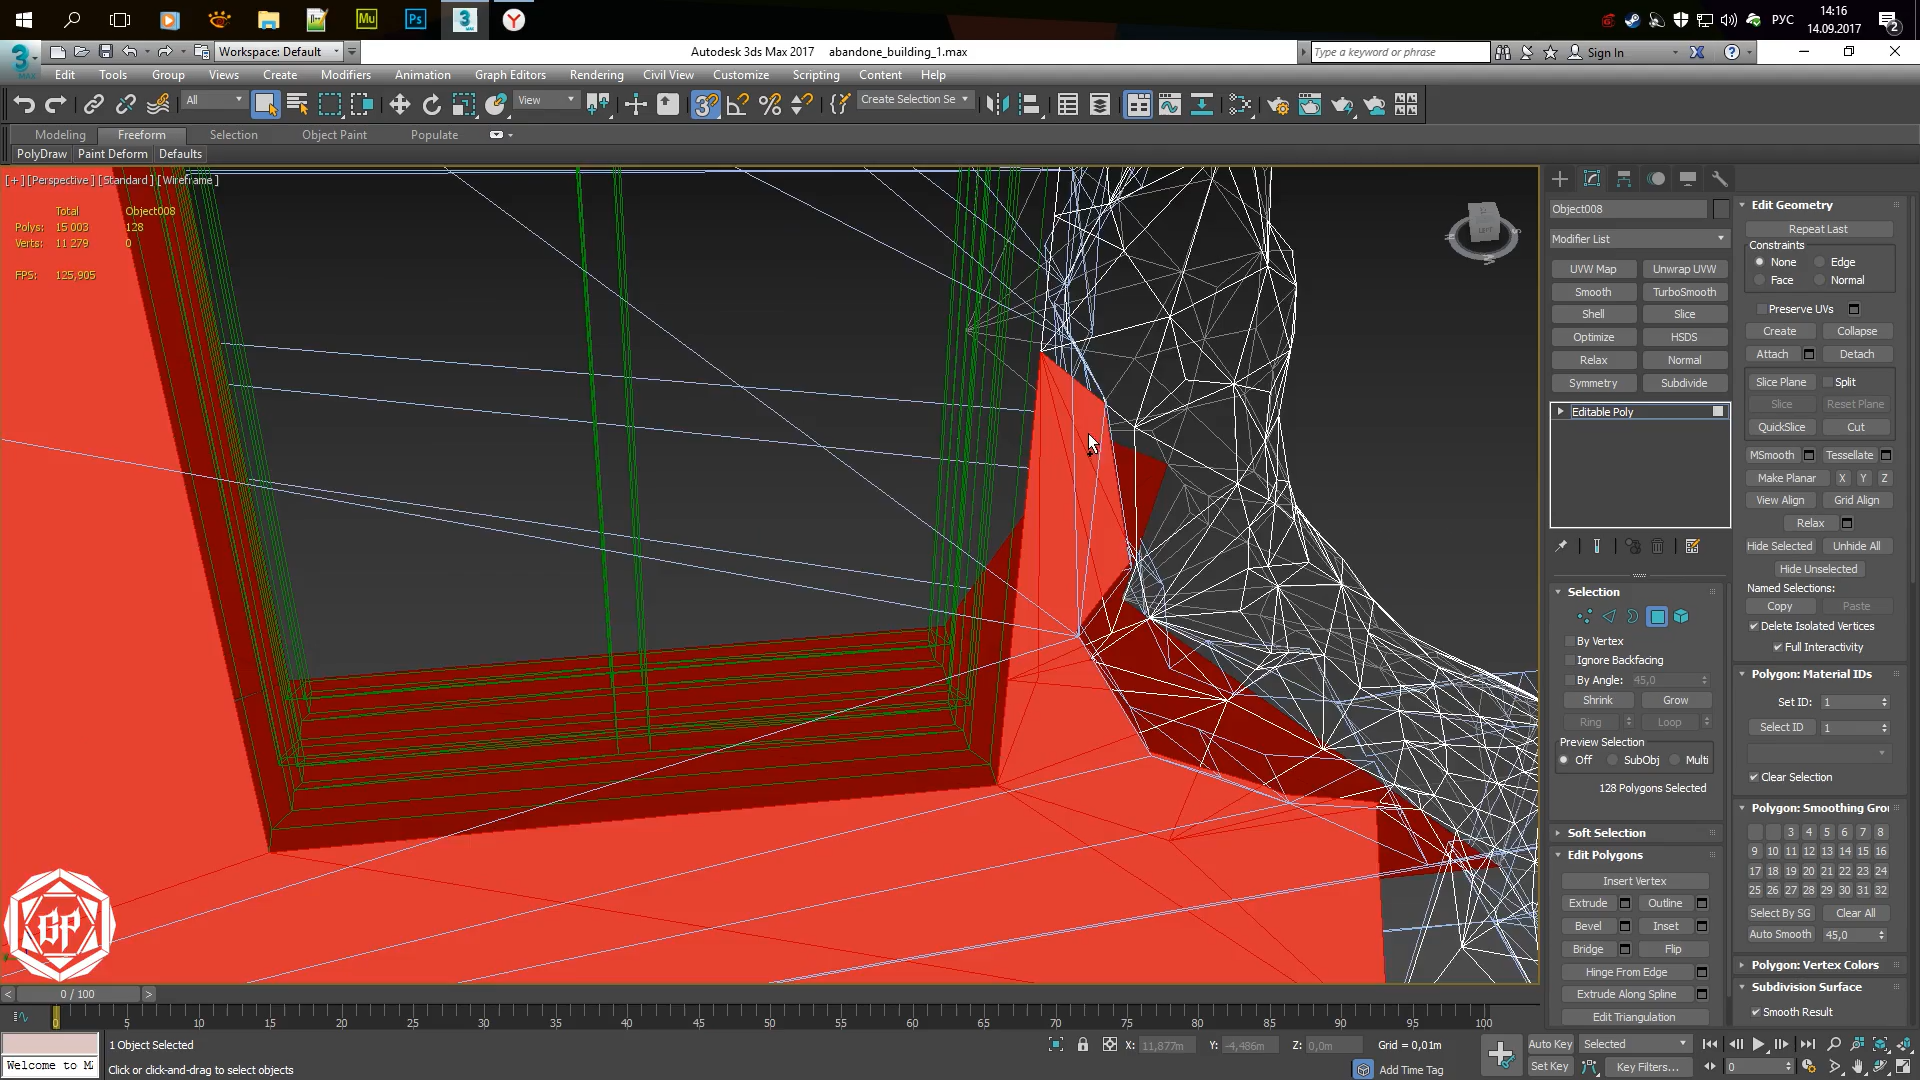 14:16
РУС
14.09.2017
2
Mu
Ps
Workspace: Default
Autodesk 3ds Max 2017 abandone_building_1.max
Type a keyword or phrase
Sign In
3
MAX
Edit Tools Group Views Create Modifiers Animation Graph Editors Rendering Civil View Customize Scripting Content Help
All
View
Create Selection Se
Modeling Freeform Selection Object Paint Populate
PolyDraw Paint Deform Defaults
[+] [Perspective] [Standard] [Wireframe]
Total Object008
Polys: 15 003 128
Verts: 11 279 0
FPS: 125,905
LEFT
GP
Object008
Modifier List
UVW Map Unwrap UVW
Smooth TurboSmooth
Shell Slice
Optimize HSDS
Relax Normal
Symmetry Subdivide
Editable Poly
Selection
By Vertex
Ignore Backfacing
By Angle: 45,0
Shrink Grow
Ring Loop
Preview Selection
Off SubObj Multi
128 Polygons Selected
Soft Selection
Edit Polygons
Insert Vertex
Extrude Outline
Bevel Inset
Bridge Flip
Hinge From Edge
Extrude Along Spline
Edit Triangulation
Edit Geometry
Repeat Last
Constraints
None Edge
Face Normal
Preserve UVs
Create Collapse
Attach Detach
Slice Plane Split
Slice Reset Plane
QuickSlice Cut
MSmooth Tessellate
Make Planar X Y Z
View Align Grid Align
Relax
Hide Selected Unhide All
Hide Unselected
Named Selections:
Copy Paste
Delete Isolated Vertices
Full Interactivity
Polygon: Material IDs
Set ID: 1
Select ID 1
Clear Selection
Polygon: Smoothing Grou
3 4 5 6 7 8
9 10 11 12 13 14 15 16
17 18 19 20 21 22 23 24
25 26 27 28 29 30 31 32
Select By SG Clear All
Auto Smooth 45,0
Polygon: Vertex Colors
Subdivision Surface
Smooth Result
< 0 / 100 >
0 5 10 15 20 25 30 35 40 45 50 55 60 65 70 75 80 85 90 95 100
1 Object Selected
X: 11,877m Y: -4,486m Z: 0,0m Grid = 0,01m
Auto Key Selected
Welcome to M
Click or click-and-drag to select objects
Add Time Tag
Set Key Key Filters...
0